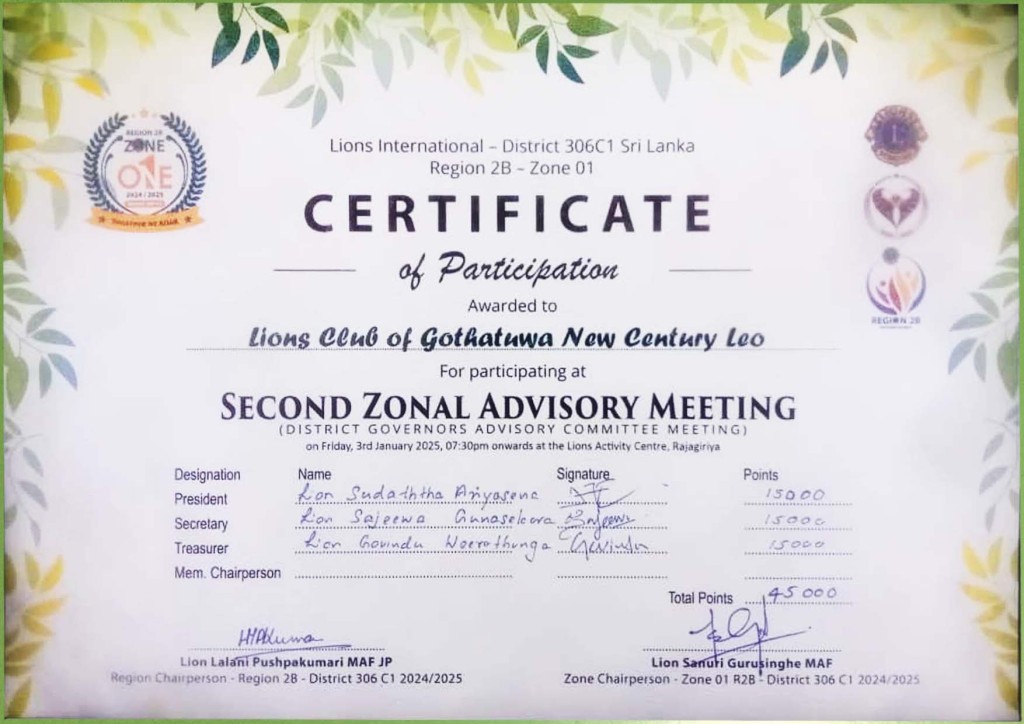 REGION 2B
ZONE
ONE
2024 / 2025
TOGETHER WE ROAR
Lions International – District 306C1 Sri Lanka
Region 2B – Zone 01
CERTIFICATE
of Participation
Awarded to
Lions Club of Gothatuwa New Century Leo
For participating at
SECOND ZONAL ADVISORY MEETING
(DISTRICT GOVERNORS ADVISORY COMMITTEE MEETING)
on Friday, 3rd January 2025, 07:30pm onwards at the Lions Activity Centre, Rajagiriya
REGION 2B
Designation Name Signature Points
President Lion Sudaththa Ariyasena 15000
Secretary Lion Sajeewa Gunasekara Sajeewa 15000
Treasurer Lion Govindu Weerathunga Govindu 15000
Mem. Chairperson
Total Points 45000
Lion Lalani Pushpakumari MAF JP
Region Chairperson - Region 2B - District 306 C1 2024/2025
Lion Sanuri Gurusinghe MAF
Zone Chairperson - Zone 01 R2B - District 306 C1 2024/2025